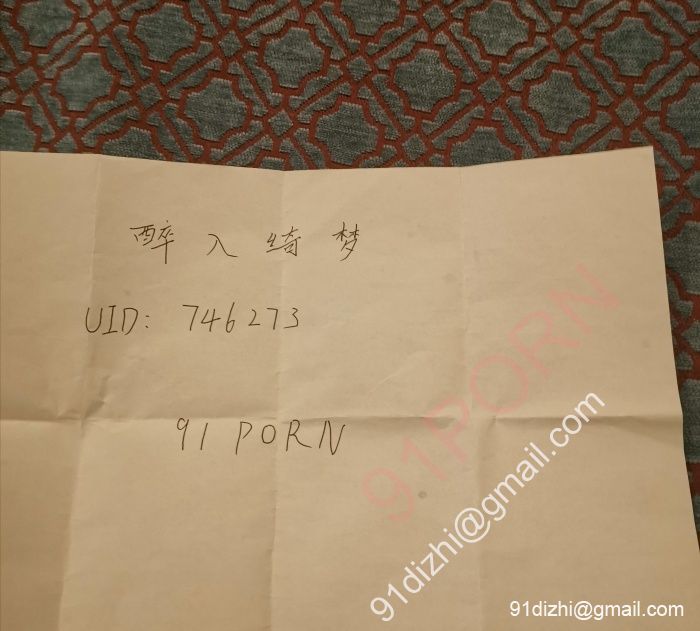 醉入绮梦
UID: 746273
91 PORN
91PORN
91dizhi@gmail.com
91dizhi@gmail.com